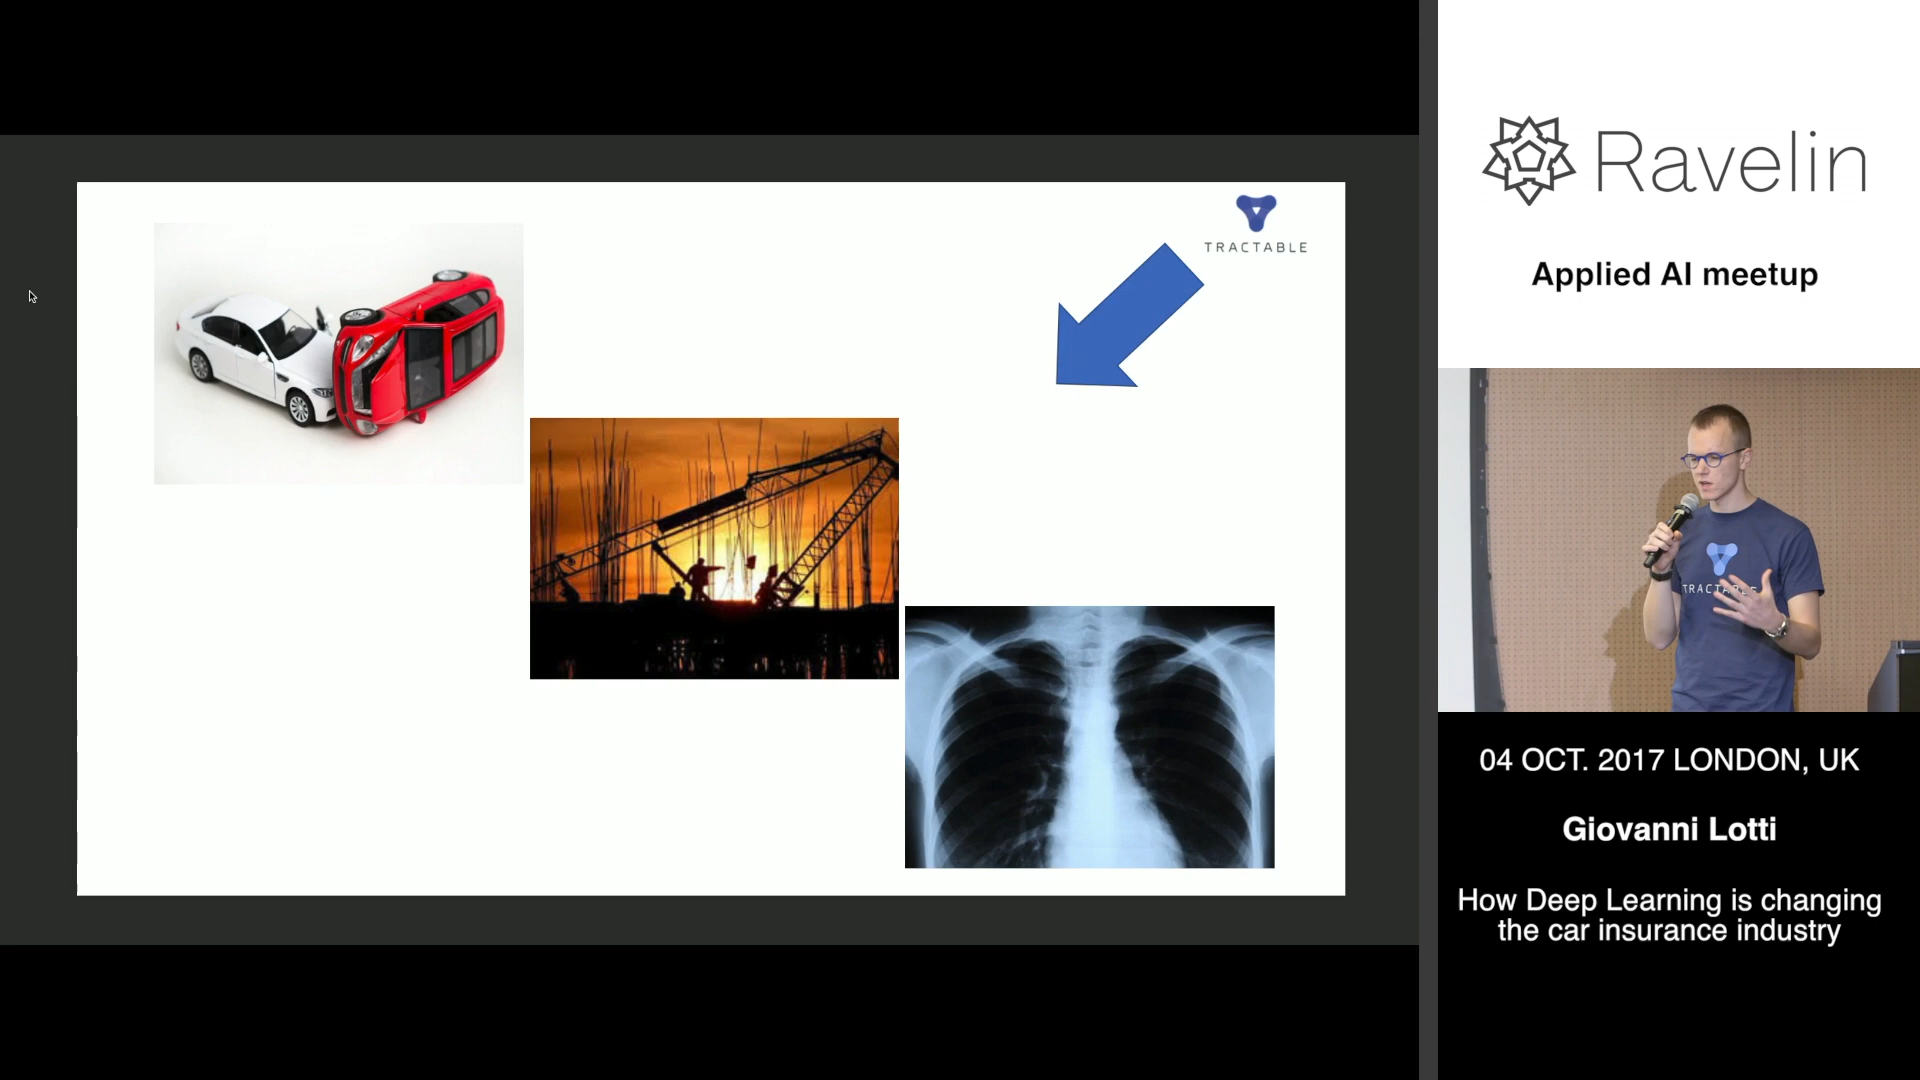 TRACTABLE
Ravelin
Applied AI meetup
TRACTABLE
04 OCT. 2017 LONDON, UK
Giovanni Lotti
How Deep Learning is changing
the car insurance industry